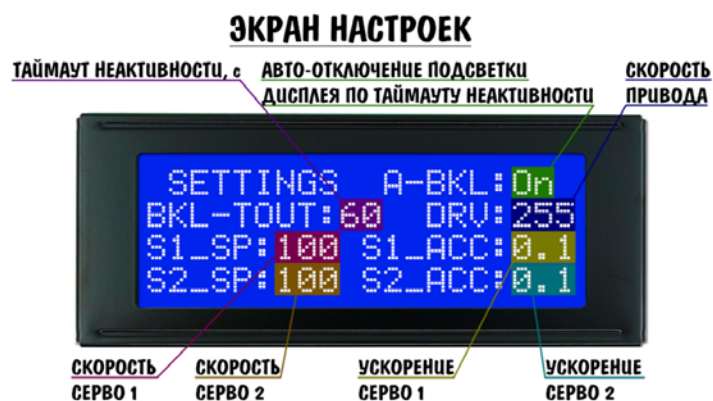 ЭКРАН НАСТРОЕК
ТАЙМАУТ НЕАКТИВНОСТИ, с
АВТО-ОТКЛЮЧЕНИЕ ПОДСВЕТКИ
ДИСПЛЕЯ ПО ТАЙМАУТУ НЕАКТИВНОСТИ
СКОРОСТЬ
ПРИВОДА
SETTINGS A-BKL:On
BKL-TOUT:60 DRV:255
S1_SP:100 S1_ACC:0.1
S2_SP:100 S2_ACC:0.1
СКОРОСТЬ
СЕРВО 1
СКОРОСТЬ
СЕРВО 2
УСКОРЕНИЕ
СЕРВО 1
УСКОРЕНИЕ
СЕРВО 2